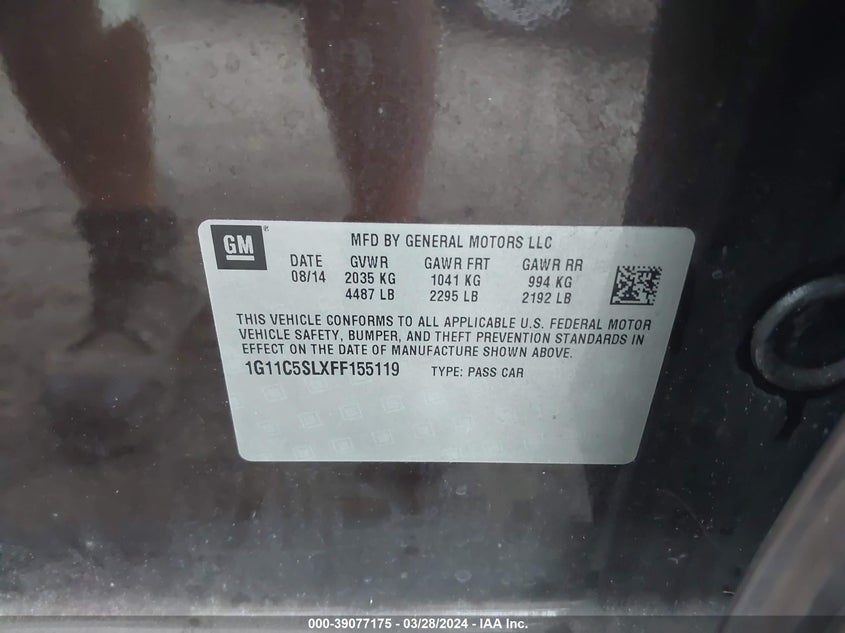 GM®
MFD BY GENERAL MOTORS LLC
DATE GVWR GAWR FRT GAWR RR
08/14 2035 KG 1041 KG 994 KG
4487 LB 2295 LB 2192 LB
THIS VEHICLE CONFORMS TO ALL APPLICABLE U.S. FEDERAL MOTOR
VEHICLE SAFETY, BUMPER, AND THEFT PREVENTION STANDARDS IN
EFFECT ON THE DATE OF MANUFACTURE SHOWN ABOVE.
1G11C5SLXFF155119 TYPE: PASS CAR
000-39077175 — 03/28/2024 — IAA Inc.